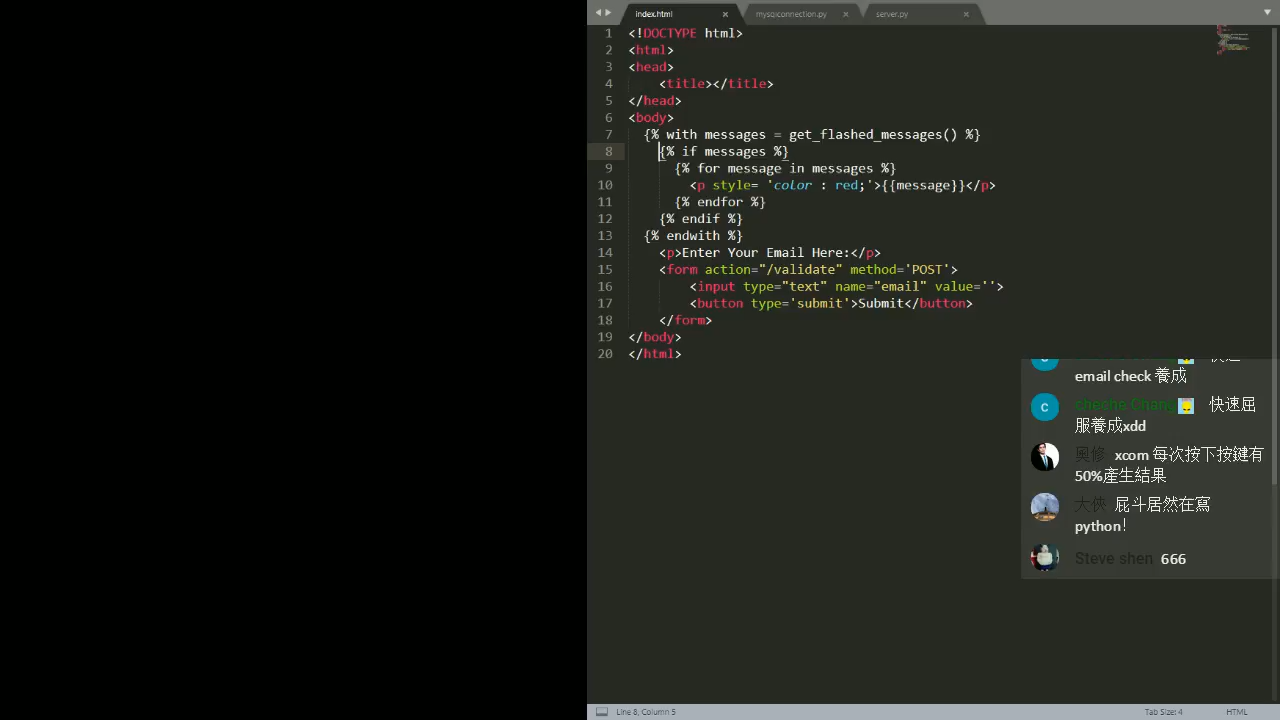 index.html
mysqlconnection.py
server.py
1 <!DOCTYPE html>
2 <html>
3 <head>
4 <title></title>
5 </head>
6 <body>
7 {% with messages = get_flashed_messages() %}
8 {% if messages %}
9 {% for message in messages %}
10 <p style= 'color : red;'>{{message}}</p>
11 {% endfor %}
12 {% endif %}
13 {% endwith %}
14 <p>Enter Your Email Here:</p>
15 <form action="/validate" method='POST'>
16 <input type="text" name="email" value=''>
17 <button type='submit'>Submit</button>
18 </form>
19 </body>
20 </html>
email check 養成
C cheche Chang 快速屈
服養成xdd
奧修 xcom 每次按下按鍵有
50%產生結果
大俠 屁斗居然在寫
python!
Steve shen 666
Line 8, Column 5
Tab Size: 4
HTML